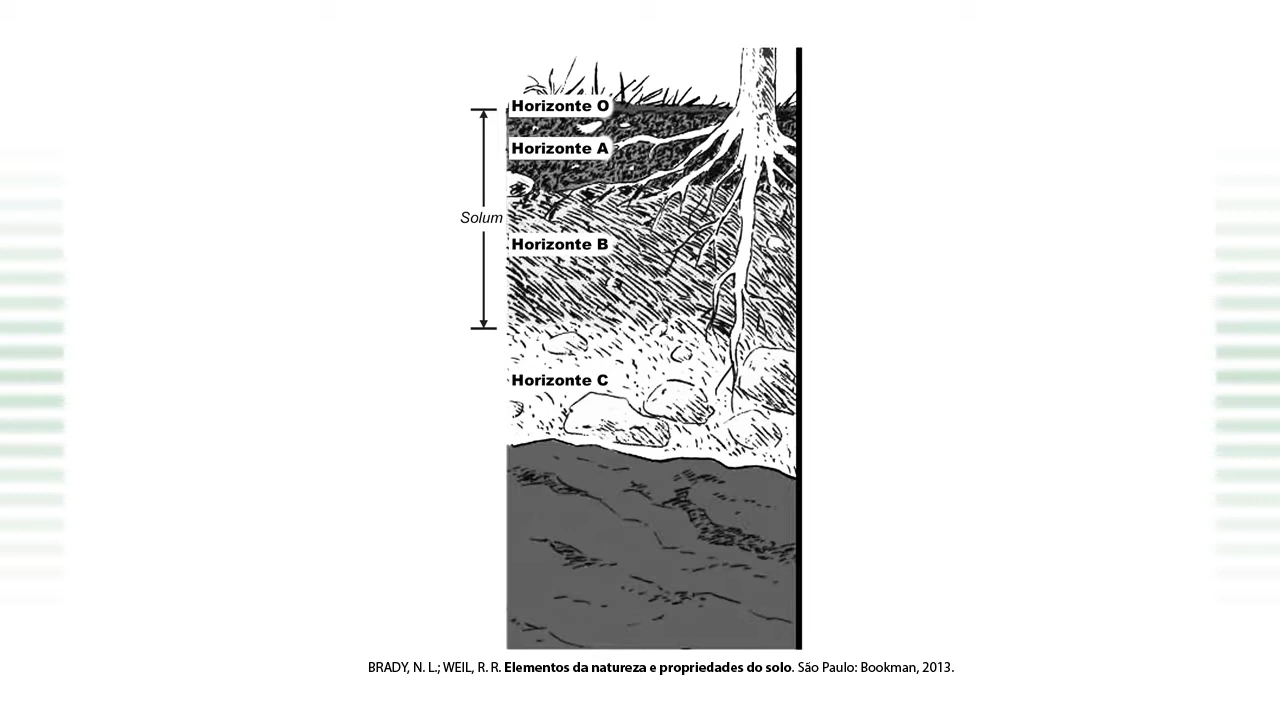 Horizonte O
Horizonte A
Solum
Horizonte B
Horizonte C
BRADY, N. L.; WEIL, R. R. Elementos da natureza e propriedades do solo. São Paulo: Bookman, 2013.